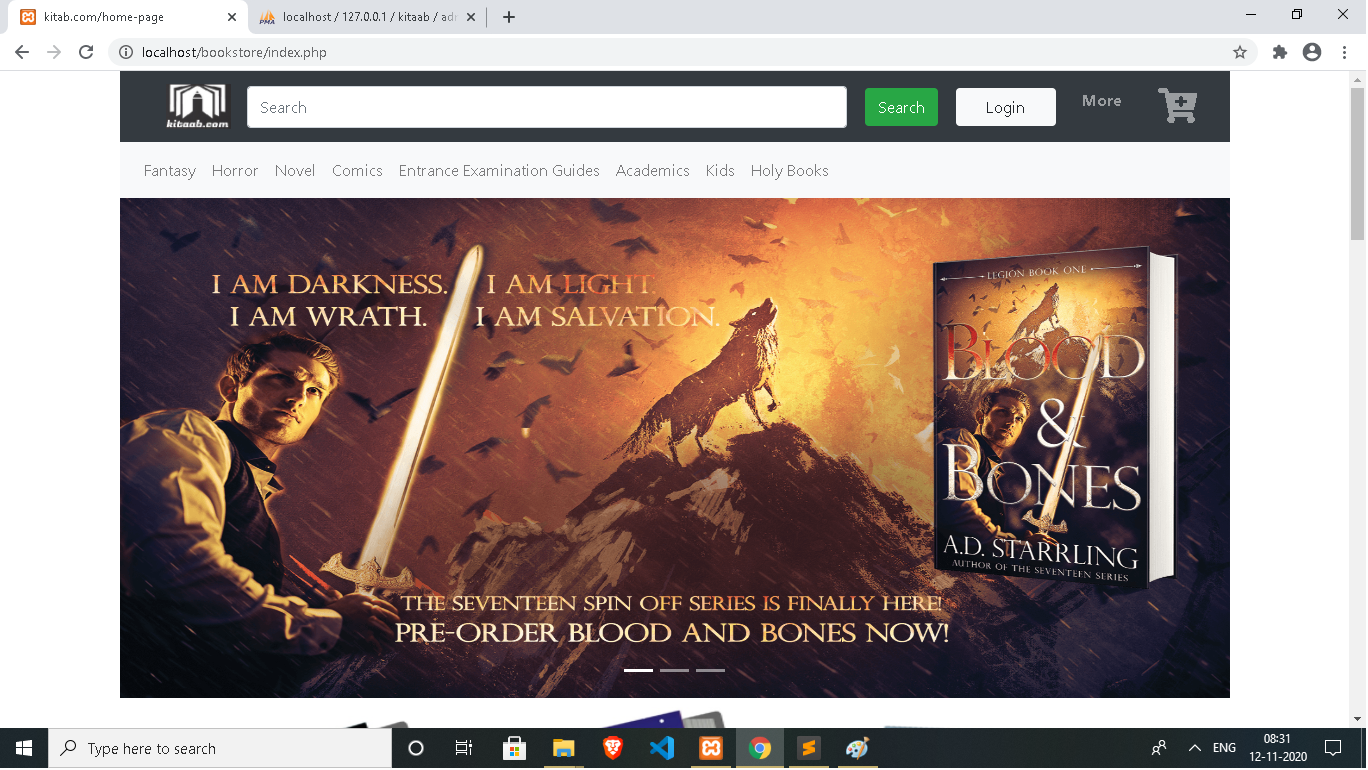 kitab.com/home-page
localhost / 127.0.0.1 / kitaab / adm
localhost/bookstore/index.php
kitaab.com
Search
Search
Login
More
Fantasy Horror Novel Comics Entrance Examination Guides Academics Kids Holy Books
I AM DARKNESS. I AM LIGHT.
I AM WRATH. I AM SALVATION.
LEGION BOOK ONE
BLOOD
&
BONES
A.D. STARRLING
AUTHOR OF THE SEVENTEEN SERIES
THE SEVENTEEN SPIN OFF SERIES IS FINALLY HERE!
PRE-ORDER BLOOD AND BONES NOW!
Type here to search
ENG
08:31
12-11-2020